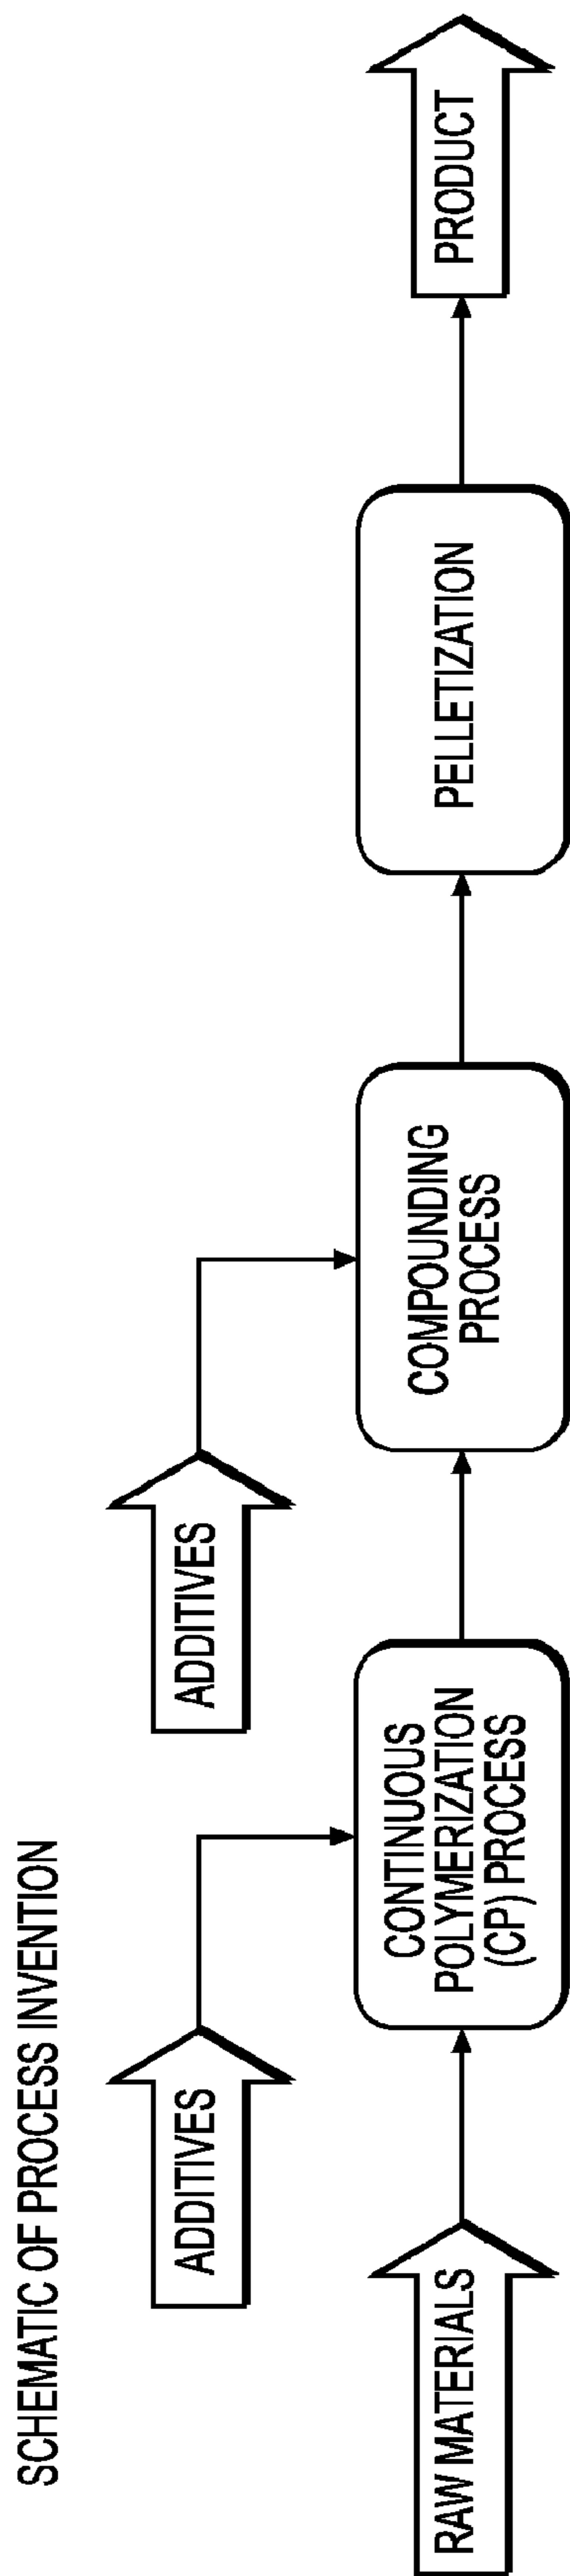 SCHEMATIC OF PROCESS INVENTION
ADDITIVES
ADDITIVES
RAW MATERIALS
CONTINUOUS
POLYMERIZATION
(CP) PROCESS
COMPOUNDING
PROCESS
PELLETIZATION
PRODUCT